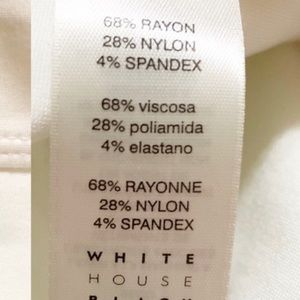 68% RAYON
28% NYLON
4% SPANDEX
68% viscosa
28% poliamida
4% elastano
68% RAYONNE
28% NYLON
4% SPANDEX
WHITE
HOUSE
BLACK